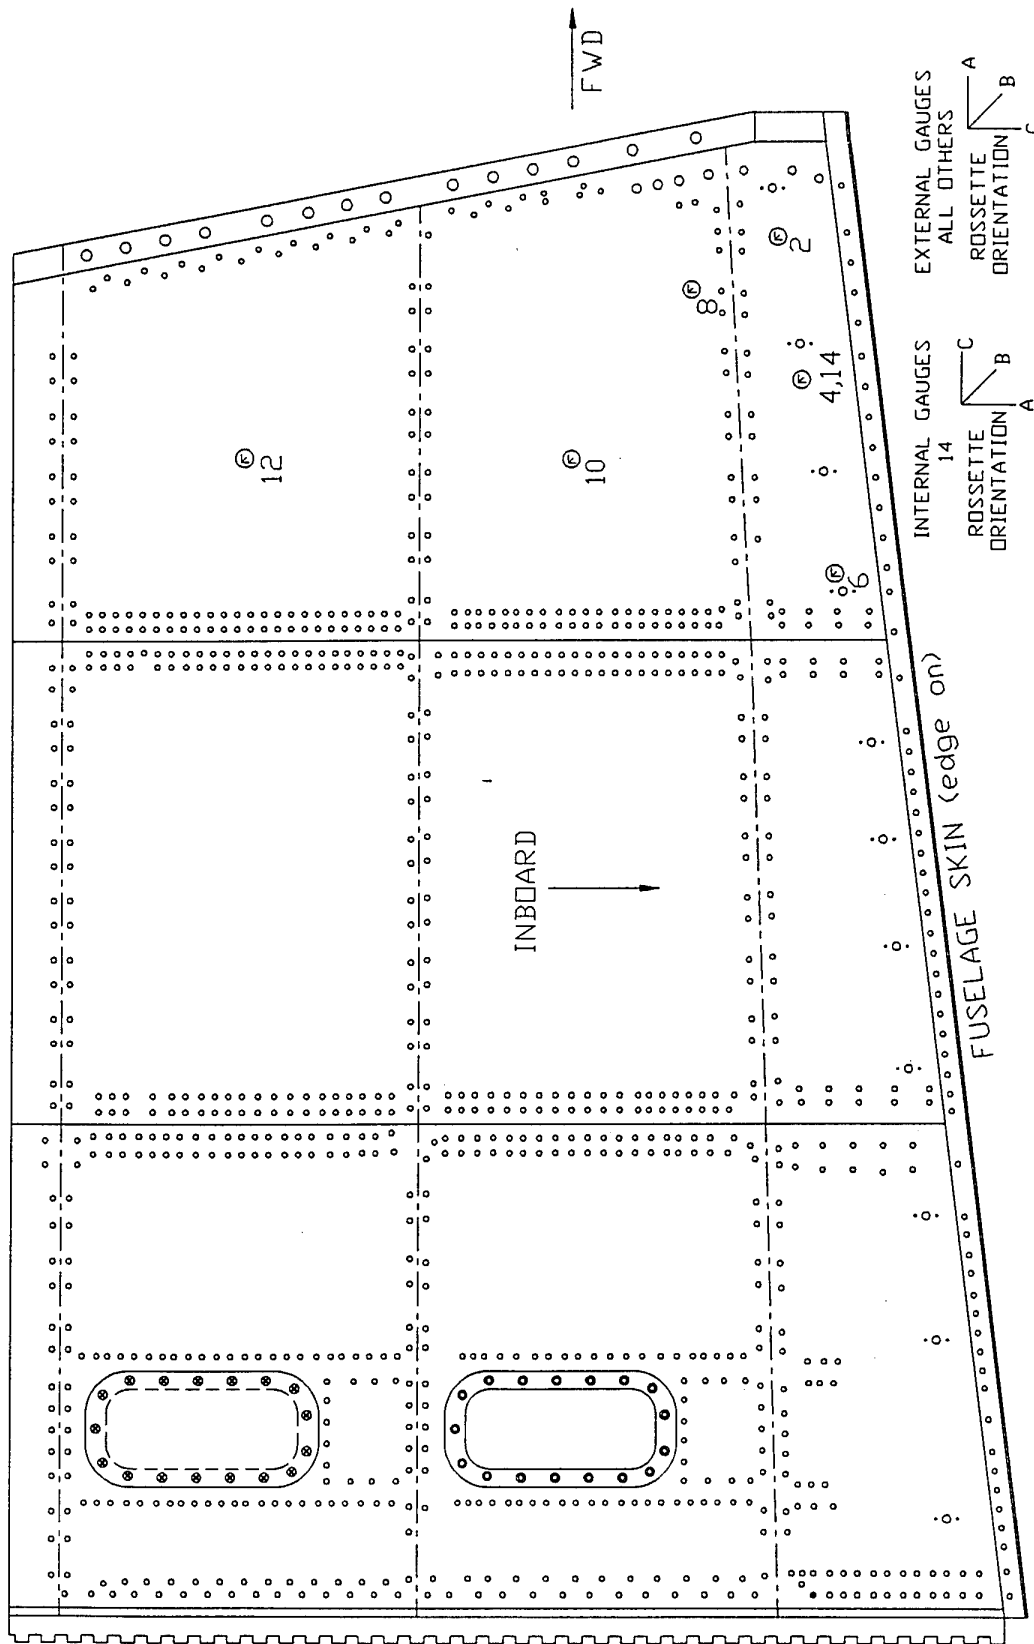 FWD
12
10
8
2
4,14
6
INBOARD
FUSELAGE SKIN (edge on)
INTERNAL GAUGES
14
ROSSETTE
ORIENTATION
C
B
A
EXTERNAL GAUGES
ALL OTHERS
ROSSETTE
ORIENTATION
A
B
C